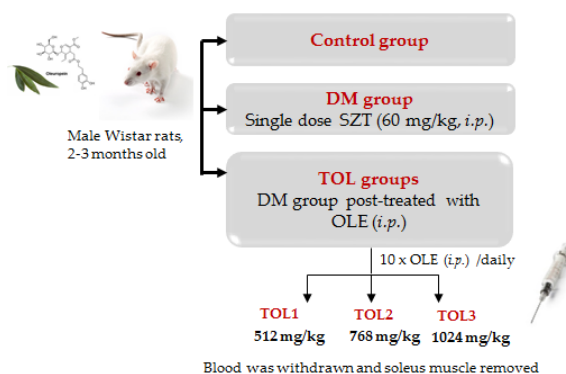 Oleuropein
Male Wistar rats,
2-3 months old
Control group
DM group
Single dose SZT (60 mg/kg, i.p.)
TOL groups
DM group post-treated with
OLE (i.p.)
10 x OLE (i.p.) /daily
TOL1 TOL2 TOL3
512 mg/kg 768 mg/kg 1024 mg/kg
Blood was withdrawn and soleus muscle removed